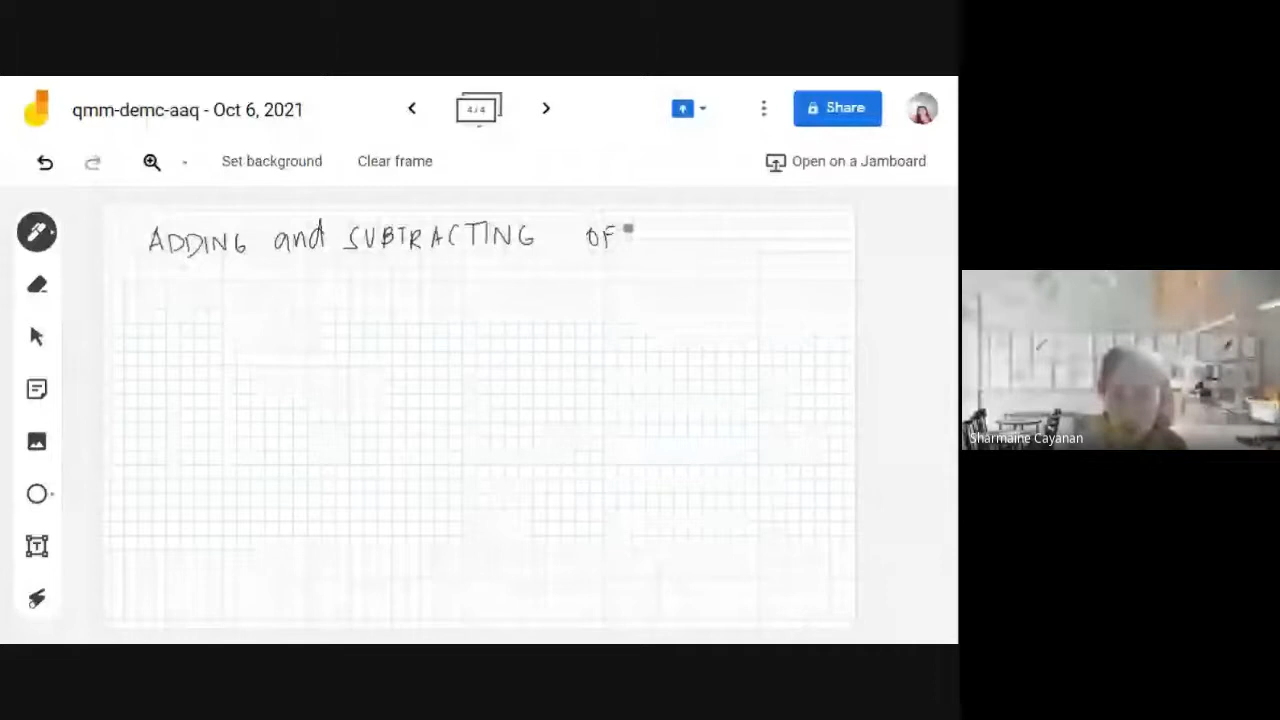 qmm-demc-aaq - Oct 6, 2021
4 / 4
Share
Set background
Clear frame
Open on a Jamboard
ADDING and SUBTRACTING OF
Sharmaine Cayanan